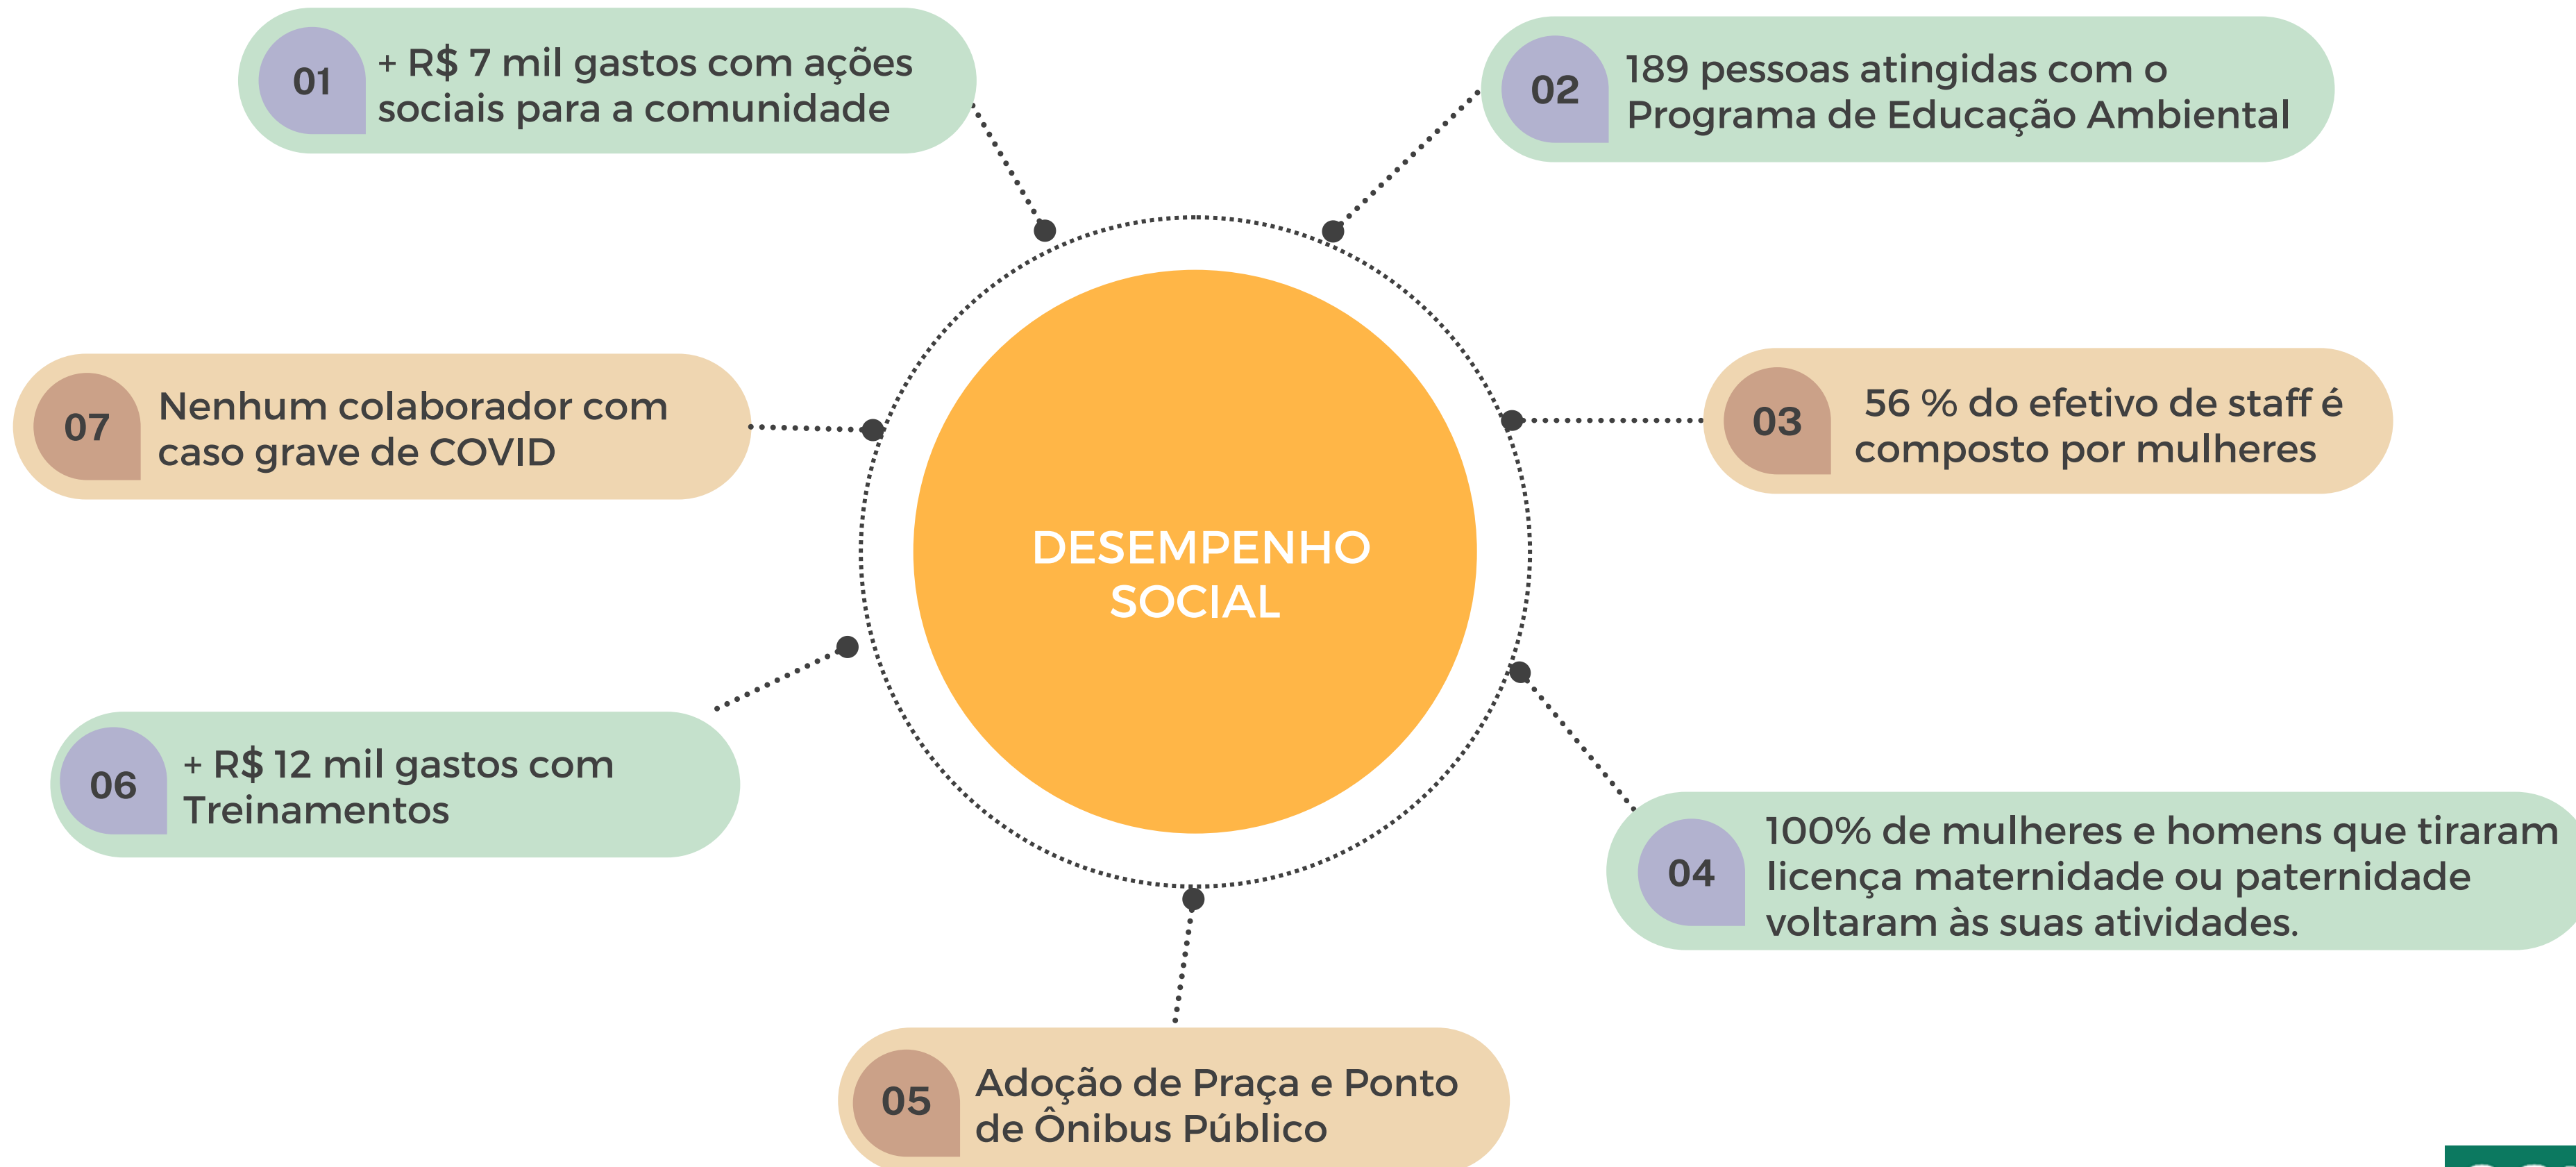 01
+ R$ 7 mil gastos com ações
sociais para a comunidade
02
189 pessoas atingidas com o
Programa de Educação Ambiental
03
56 % do efetivo de staff é
composto por mulheres
04
100% de mulheres e homens que tiraram
licença maternidade ou paternidade
voltaram às suas atividades.
05
Adoção de Praça e Ponto
de Ônibus Público
06
+ R$ 12 mil gastos com
Treinamentos
07
Nenhum colaborador com
caso grave de COVID
DESEMPENHO
SOCIAL